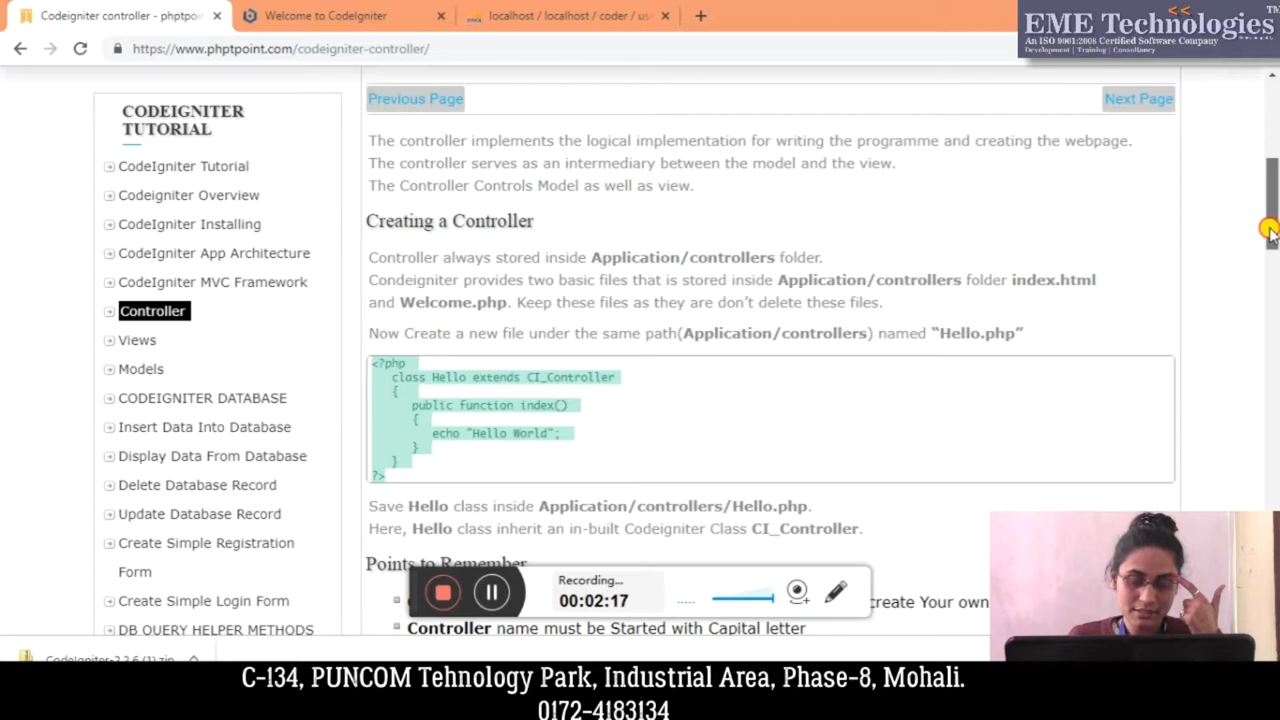 Codeigniter controller - phptpoi
Welcome to CodeIgniter
localhost / localhost / coder / us
EME Technologies
TM
An ISO 9001:2008 Certified Software Company
Development | Training | Consultancy
https://www.phptpoint.com/codeigniter-controller/
CODEIGNITER
TUTORIAL
CodeIgniter Tutorial
Codeigniter Overview
CodeIgniter Installing
CodeIgniter App Architecture
CodeIgniter MVC Framework
Controller
Views
Models
CODEIGNITER DATABASE
Insert Data Into Database
Display Data From Database
Delete Database Record
Update Database Record
Create Simple Registration
Form
Create Simple Login Form
DB QUERY HELPER METHODS
Previous Page
Next Page
The controller implements the logical implementation for writing the programme and creating the webpage.
The controller serves as an intermediary between the model and the view.
The Controller Controls Model as well as view.
Creating a Controller
Controller always stored inside Application/controllers folder.
Condeigniter provides two basic files that is stored inside Application/controllers folder index.html
and Welcome.php. Keep these files as they are don't delete these files.
Now Create a new file under the same path(Application/controllers) named “Hello.php”
<?php
class Hello extends CI_Controller
{
public function index()
{
echo "Hello World";
}
}
?>
Save Hello class inside Application/controllers/Hello.php.
Here, Hello class inherit an in-built Codeigniter Class CI_Controller.
Points to Remember
create Your own
Controller name must be Started with Capital letter
Recording...
00:02:17
CodeIgniter-2.2.6 (1).zip
C-134, PUNCOM Tehnology Park, Industrial Area, Phase-8, Mohali.
0172-4183134